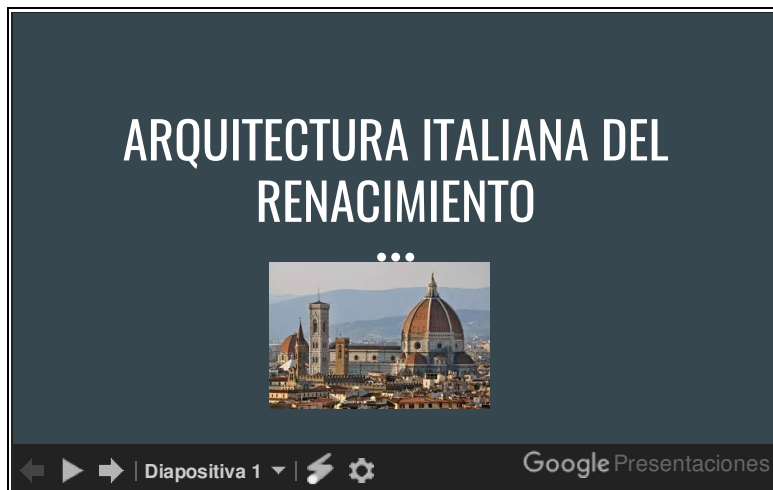 ARQUITECTURA ITALIANA DEL
RENACIMIENTO
Diapositiva 1
Google Presentaciones